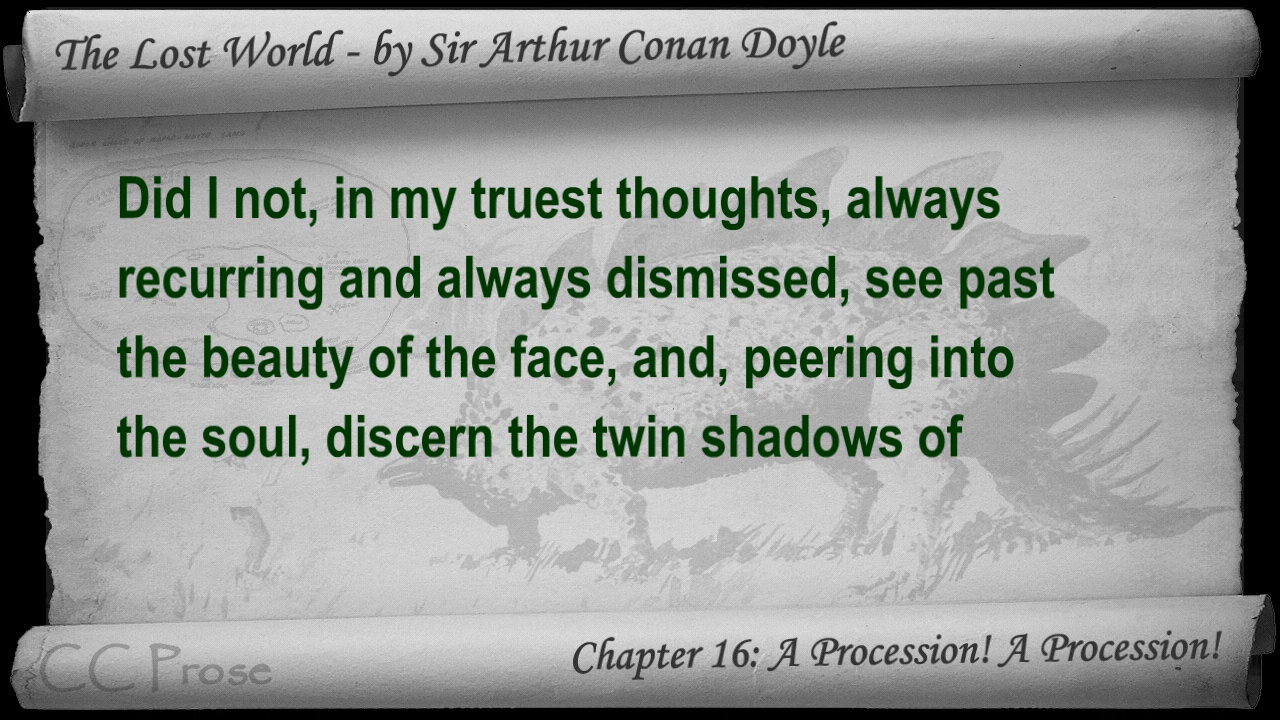 The Lost World - by Sir Arthur Conan Doyle
Did I not, in my truest thoughts, always
recurring and always dismissed, see past
the beauty of the face, and, peering into
the soul, discern the twin shadows of
CC Prose
Chapter 16: A Procession! A Procession!